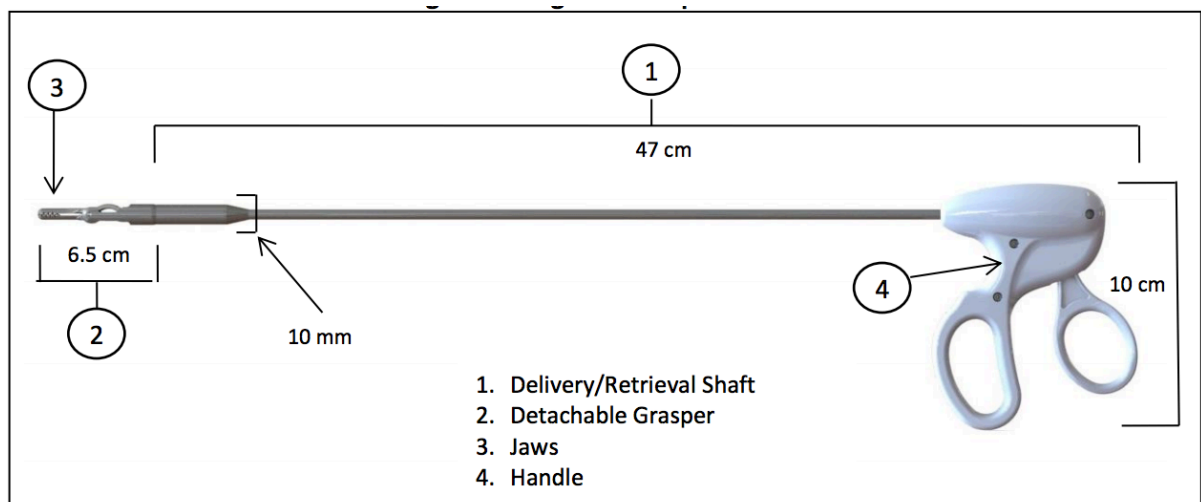 1
3
47 cm
6.5 cm
4
10 cm
2
10 mm
1. Delivery/Retrieval Shaft
2. Detachable Grasper
3. Jaws
4. Handle